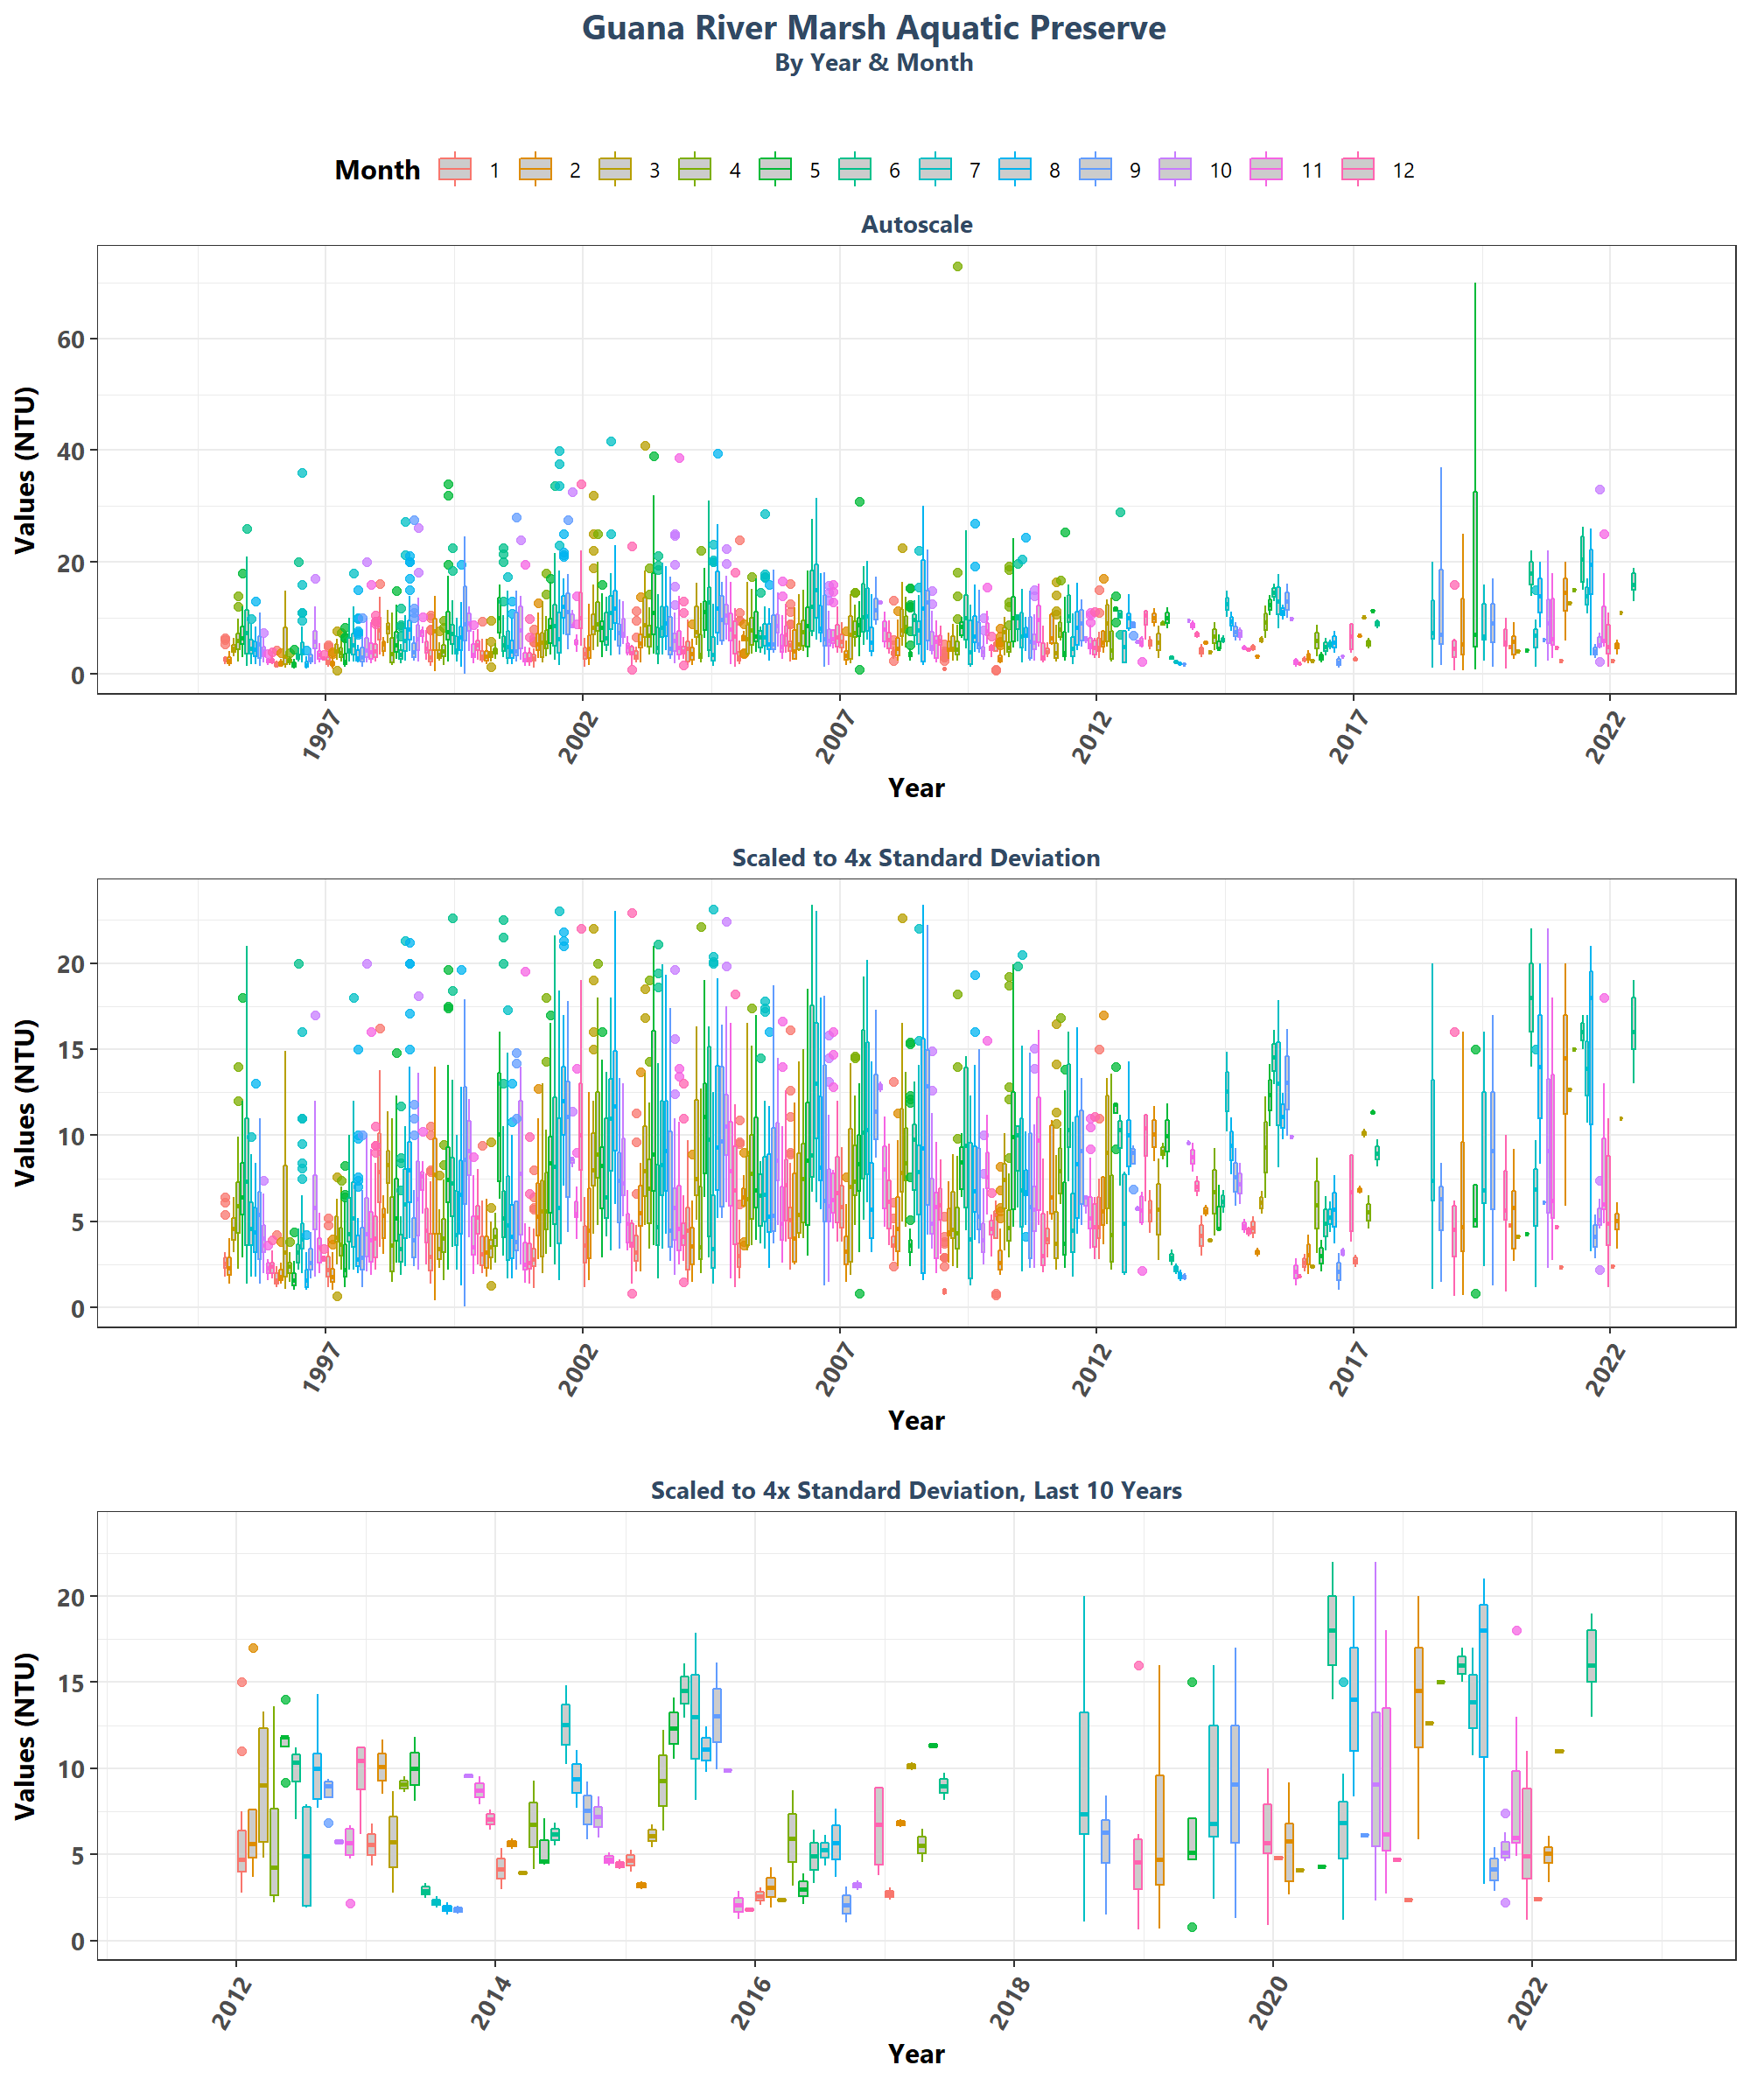 Guana River Marsh Aquatic Preserve
By Year & Month
Month 1 2 3 4 5 6 7 8 9 10 11 12
Autoscale
Values (NTU)
60
40
20
0
1997 2002 2007 2012 2017 2022
Year
Scaled to 4x Standard Deviation
Values (NTU)
20
15
10
5
0
1997 2002 2007 2012 2017 2022
Year
Scaled to 4x Standard Deviation, Last 10 Years
Values (NTU)
20
15
10
5
0
2012 2014 2016 2018 2020 2022
Year